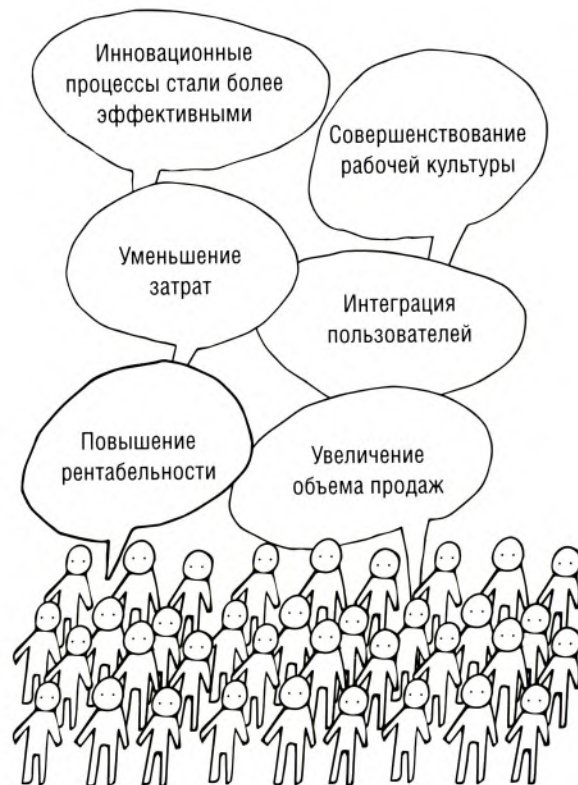 Инновационные
процессы стали более
эффективными
Совершенствование
рабочей культуры
Уменьшение
затрат
Интеграция
пользователей
Повышение
рентабельности
Увеличение
объема продаж